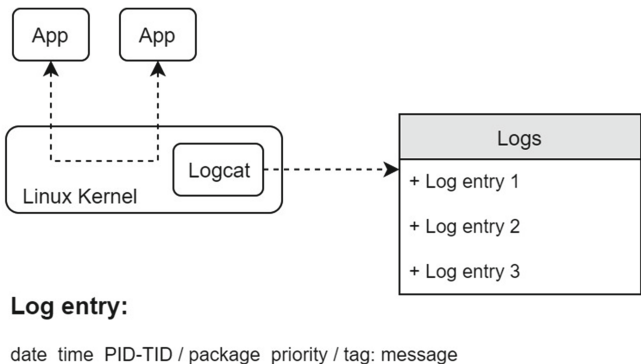 App
App
Logcat
Linux Kernel
Logs
+ Log entry 1
+ Log entry 2
+ Log entry 3
Log entry:
date time PID-TID / package priority / tag: message